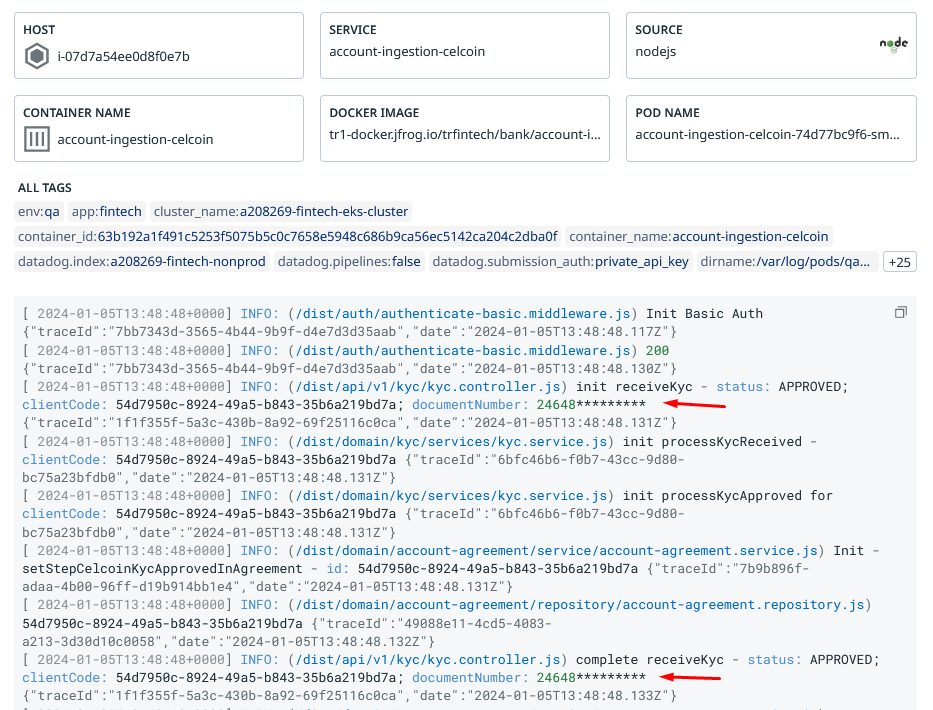 HOST
i-07d7a54ee0d8f0e7b
SERVICE
account-ingestion-celcoin
SOURCE
nodejs
node
CONTAINER NAME
account-ingestion-celcoin
DOCKER IMAGE
tr1-docker.jfrog.io/trfintech/bank/account-i...
POD NAME
account-ingestion-celcoin-74d77bc9f6-sm...
ALL TAGS
env:qa app:fintech cluster_name:a208269-fintech-eks-cluster
container_id:63b192a1f491c5253f5075b5c0c7658e5948c686b9ca56ec5142ca204c2dba0f container_name:account-ingestion-celcoin
datadog.index:a208269-fintech-nonprod datadog.pipelines:false datadog.submission_auth:private_api_key dirname:/var/log/pods/qa... +25
[ 2024-01-05T13:48:48+0000] INFO: (/dist/auth/authenticate-basic.middleware.js) Init Basic Auth
{"traceId":"7bb7343d-3565-4b44-9b9f-d4e7d3d35aab","date":"2024-01-05T13:48:48.117Z"}
[ 2024-01-05T13:48:48+0000] INFO: (/dist/auth/authenticate-basic.middleware.js) 200
{"traceId":"7bb7343d-3565-4b44-9b9f-d4e7d3d35aab","date":"2024-01-05T13:48:48.130Z"}
[ 2024-01-05T13:48:48+0000] INFO: (/dist/api/v1/kyc/kyc.controller.js) init receiveKyc - status: APPROVED;
clientCode: 54d7950c-8924-49a5-b843-35b6a219bd7a; documentNumber: 24648*********
{"traceId":"1f1f355f-5a3c-430b-8a92-69f25116c0ca","date":"2024-01-05T13:48:48.131Z"}
[ 2024-01-05T13:48:48+0000] INFO: (/dist/domain/kyc/services/kyc.service.js) init processKycReceived -
clientCode: 54d7950c-8924-49a5-b843-35b6a219bd7a {"traceId":"6bfc46b6-f0b7-43cc-9d80-
bc75a23bfdb0","date":"2024-01-05T13:48:48.131Z"}
[ 2024-01-05T13:48:48+0000] INFO: (/dist/domain/kyc/services/kyc.service.js) init processKycApproved for
clientCode: 54d7950c-8924-49a5-b843-35b6a219bd7a {"traceId":"6bfc46b6-f0b7-43cc-9d80-
bc75a23bfdb0","date":"2024-01-05T13:48:48.131Z"}
[ 2024-01-05T13:48:48+0000] INFO: (/dist/domain/account-agreement/service/account-agreement.service.js) Init -
setStepCelcoinKycApprovedInAgreement - id: 54d7950c-8924-49a5-b843-35b6a219bd7a {"traceId":"7b9b896f-
adaa-4b00-96ff-d19b914bb1e4","date":"2024-01-05T13:48:48.131Z"}
[ 2024-01-05T13:48:48+0000] INFO: (/dist/domain/account-agreement/repository/account-agreement.repository.js)
54d7950c-8924-49a5-b843-35b6a219bd7a {"traceId":"49088e11-4cd5-4083-
a213-3d30d10c0058","date":"2024-01-05T13:48:48.132Z"}
[ 2024-01-05T13:48:48+0000] INFO: (/dist/api/v1/kyc/kyc.controller.js) complete receiveKyc - status: APPROVED;
clientCode: 54d7950c-8924-49a5-b843-35b6a219bd7a; documentNumber: 24648*********
{"traceId":"1f1f355f-5a3c-430b-8a92-69f25116c0ca","date":"2024-01-05T13:48:48.133Z"}